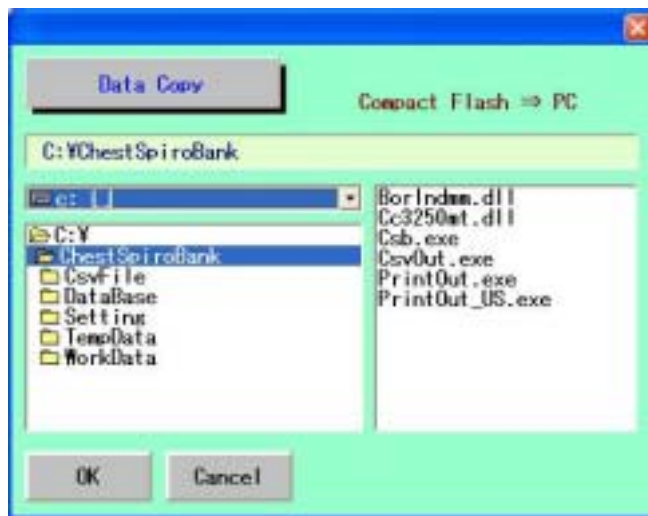 Data Copy
Compact Flash ⇒ PC
C:¥ChestSpiroBank
c: []
C:¥
ChestSpiroBank
CsvFile
DataBase
Setting
TempData
WorkData
Borlndmm.dll
Cc3250mt.dll
Csb.exe
CsvOut.exe
PrintOut.exe
PrintOut_US.exe
OK
Cancel